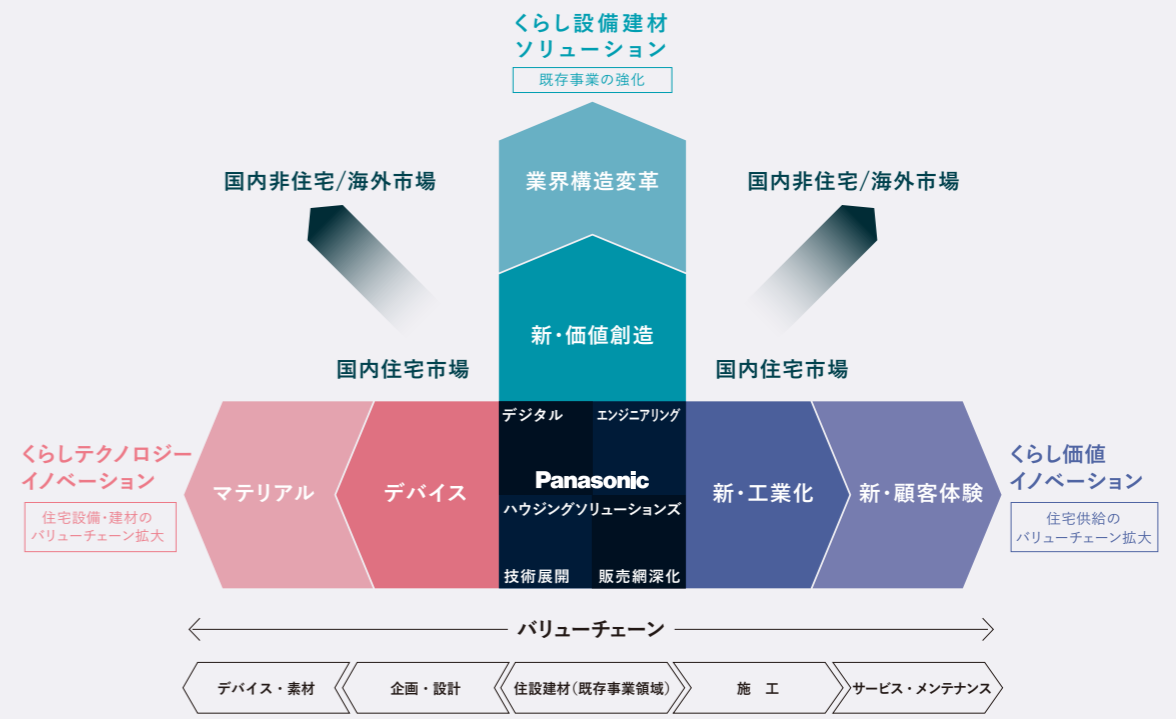 くらし設備建材
ソリューション
既存事業の強化
国内非住宅/海外市場
業界構造変革
国内非住宅/海外市場
新・価値創造
国内住宅市場
国内住宅市場
くらしテクノロジー
イノベーション
住宅設備・建材の
バリューチェーン拡大
マテリアル
デバイス
デジタル
エンジニアリング
Panasonic
ハウジングソリューションズ
技術展開
販売網深化
新・工業化
新・顧客体験
くらし価値
イノベーション
住宅供給の
バリューチェーン拡大
バリューチェーン
デバイス・素材
企画・設計
住設建材(既存事業領域)
施 工
サービス・メンテナンス